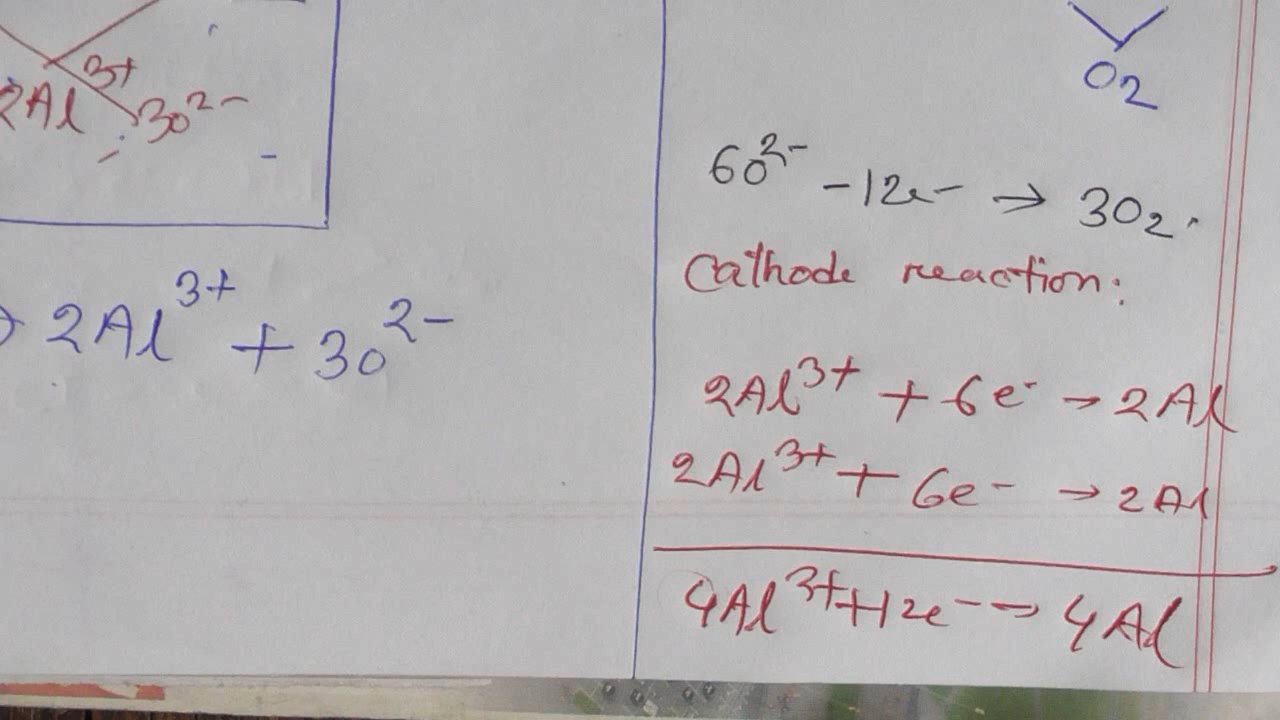 2Al³⁺ 3O²⁻
→ 2Al³⁺ + 3O²⁻
O₂
6O²⁻ - 12e⁻ → 3O₂.
Cathode reaction:
2Al³⁺ + 6e⁻ → 2Al
2Al³⁺ + 6e⁻ → 2Al
4Al³⁺ + 12e⁻ → 4Al